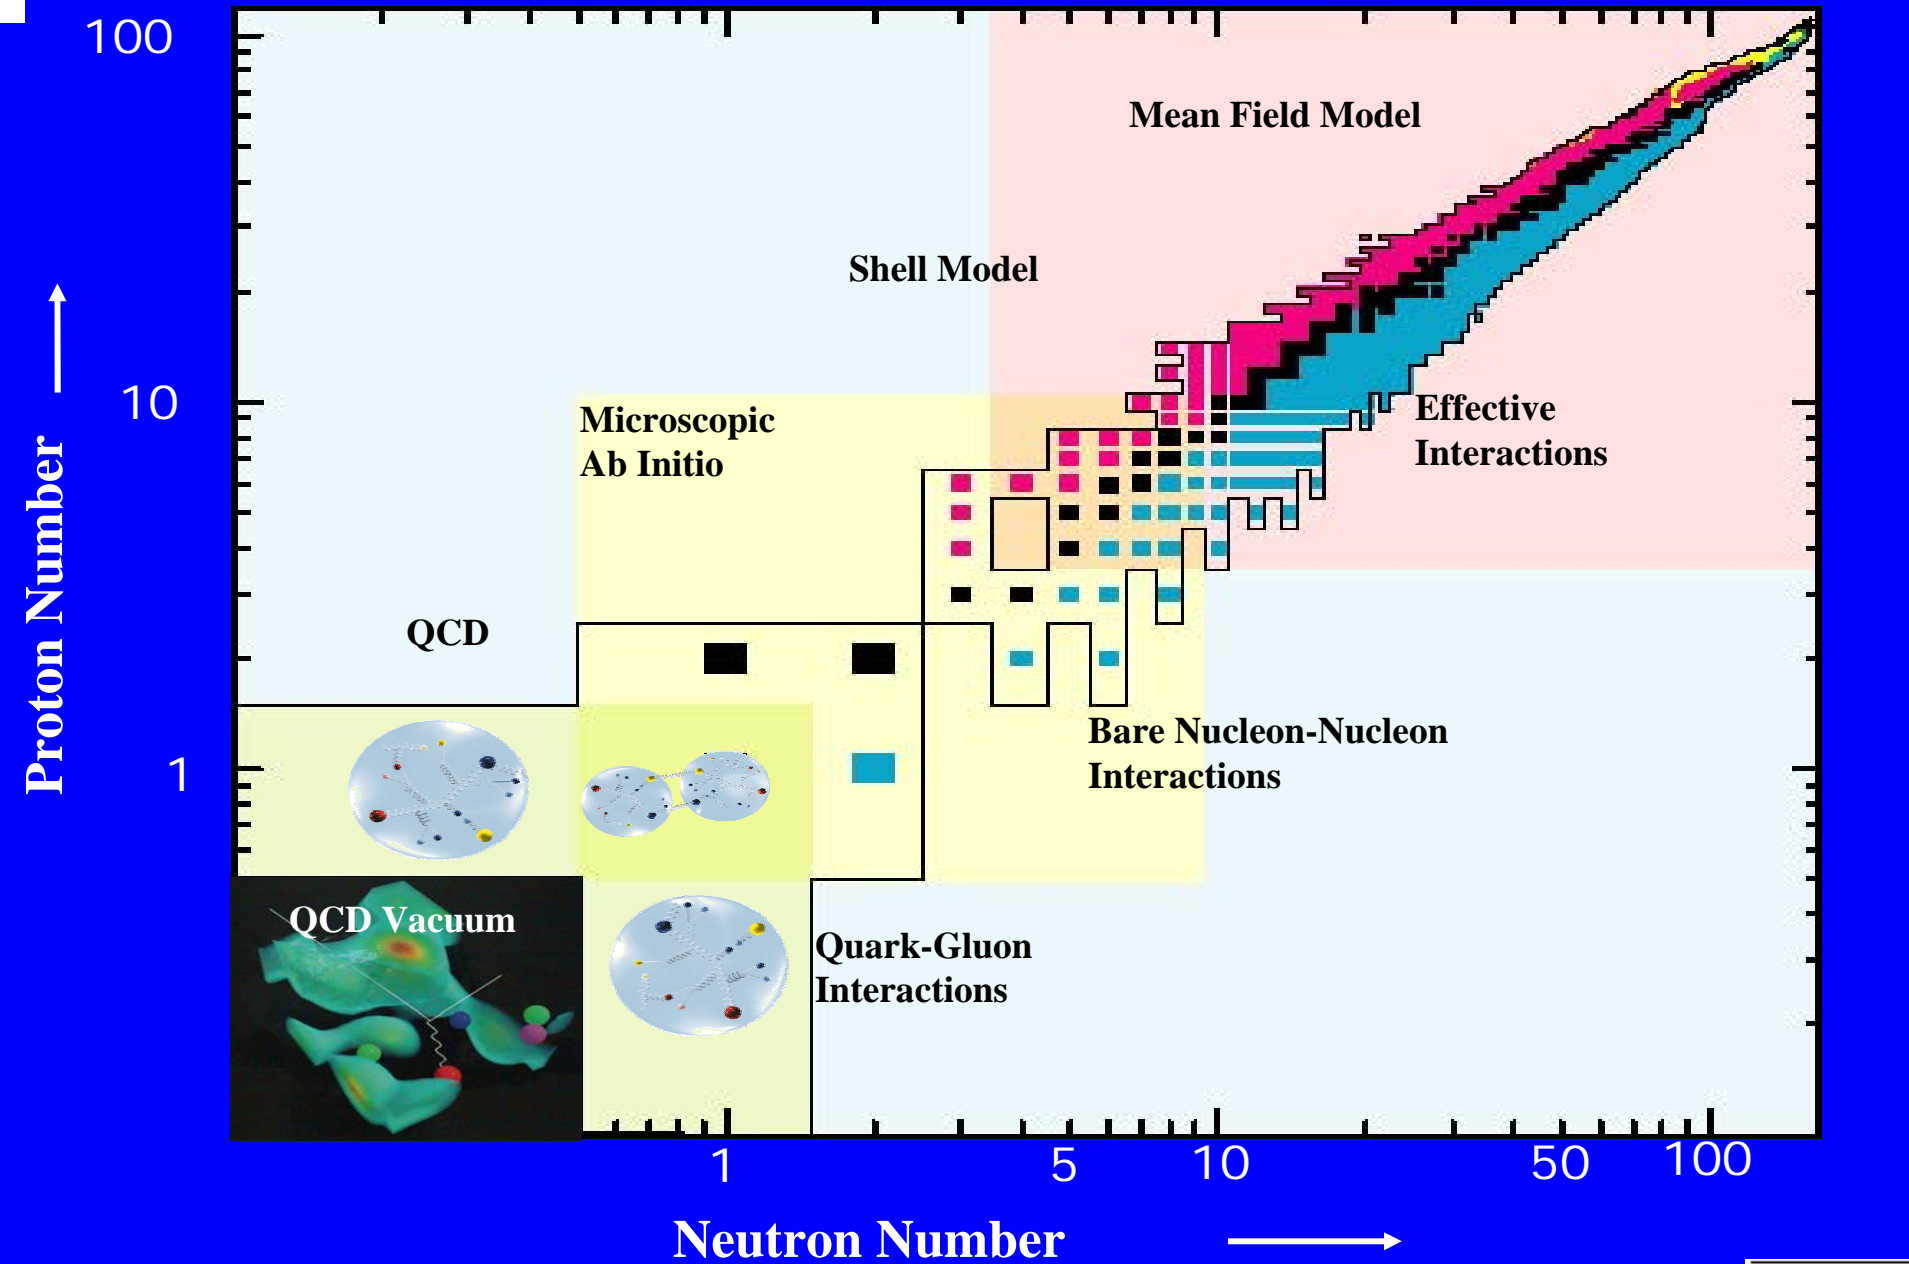 100
Mean Field Model
Shell Model
10
Microscopic
Ab Initio
Effective
Interactions
Proton Number
QCD
Bare Nucleon-Nucleon
Interactions
1
QCD Vacuum
Quark-Gluon
Interactions
1 5 10 50 100
Neutron Number